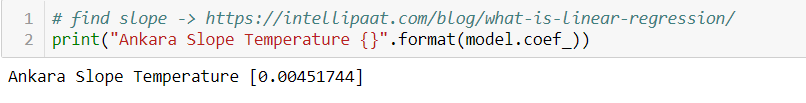 1 # find slope -> https://intellipaat.com/blog/what-is-linear-regression/
2 print("Ankara Slope Temperature {}".format(model.coef_))
Ankara Slope Temperature [0.00451744]